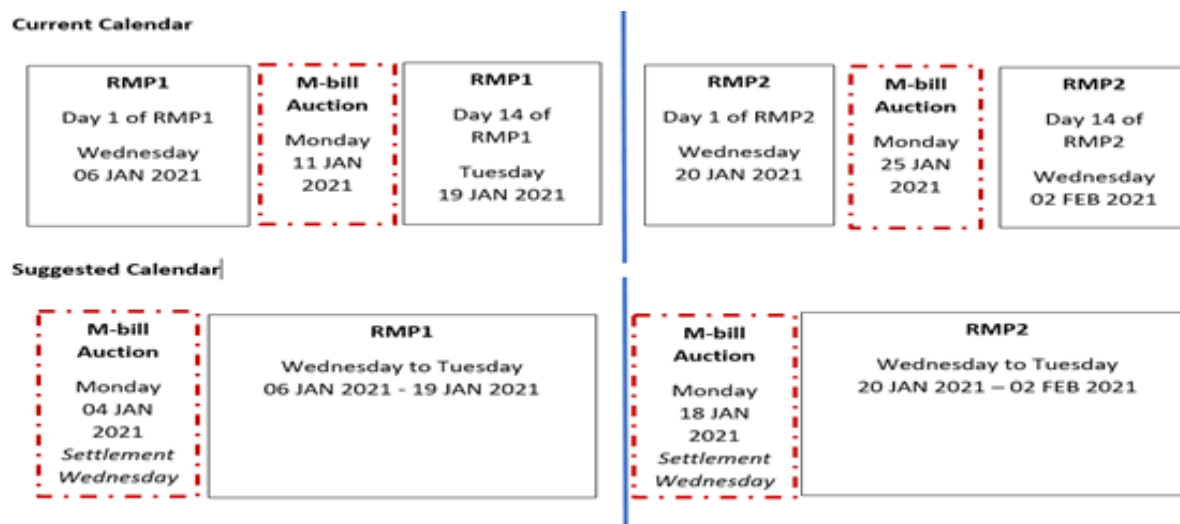 Current Calendar
RMP1
Day 1 of RMP1
Wednesday
06 JAN 2021
M-bill
Auction
Monday
11 JAN
2021
RMP1
Day 14 of
RMP1
Tuesday
19 JAN 2021
RMP2
Day 1 of RMP2
Wednesday
20 JAN 2021
M-bill
Auction
Monday
25 JAN
2021
RMP2
Day 14 of
RMP2
Wednesday
02 FEB 2021
Suggested Calendar
M-bill
Auction
Monday
04 JAN
2021
Settlement
Wednesday
RMP1
Wednesday to Tuesday
06 JAN 2021 - 19 JAN 2021
M-bill
Auction
Monday
18 JAN
2021
Settlement
Wednesday
RMP2
Wednesday to Tuesday
20 JAN 2021 – 02 FEB 2021